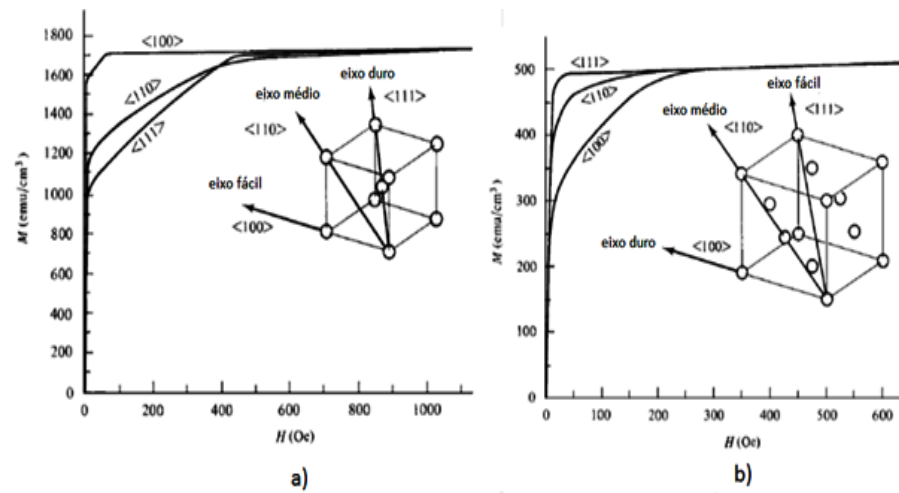 <100>
<110>
<111>
eixo duro
<111>
eixo médio
<110>
eixo fácil
<100>
1800
1600
1400
1200
1000
800
600
400
200
0
M (emu/cm³)
0 200 400 600 800 1000
H (Oe)
a)
<111>
<110>
<100>
eixo fácil
<111>
eixo médio
<110>
eixo duro
<100>
500
400
300
200
100
0
M (emu/cm³)
0 100 200 300 400 500 600
H (Oe)
b)